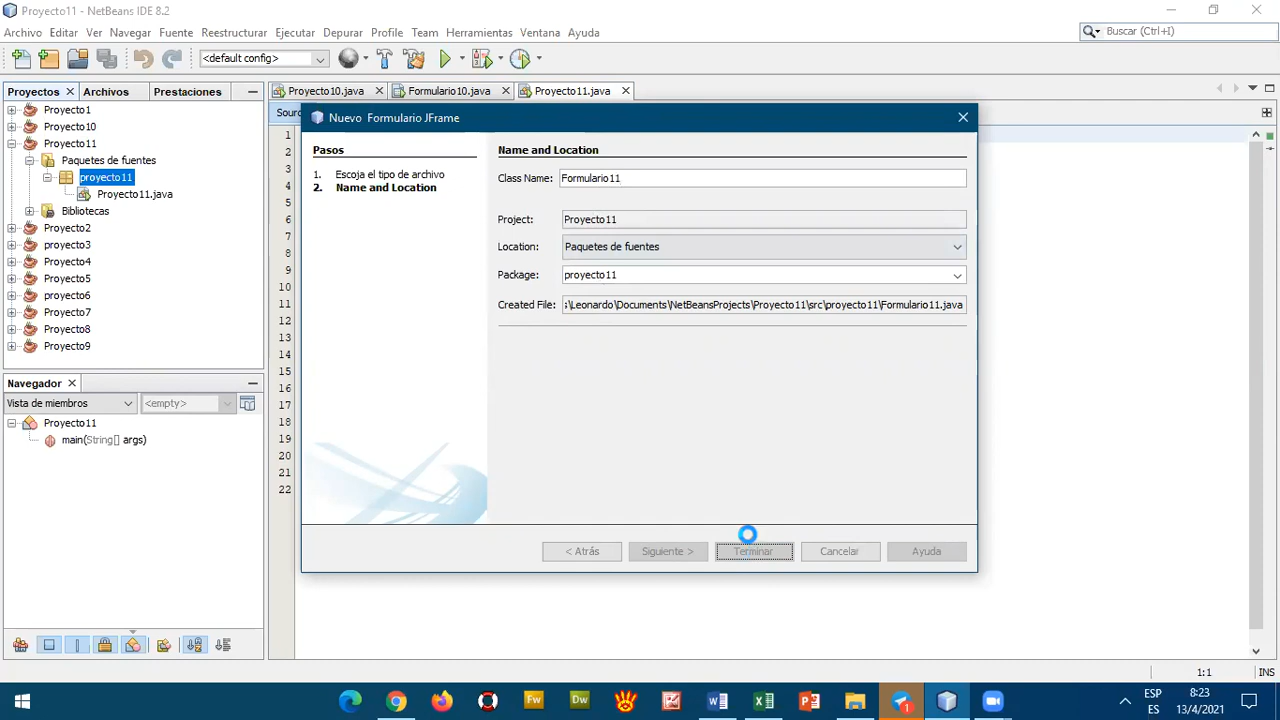 Proyecto11 - NetBeans IDE 8.2
Archivo Editar Ver Navegar Fuente Reestructurar Ejecutar Depurar Profile Team Herramientas Ventana Ayuda
Buscar (Ctrl+I)
<default config>
Proyectos Archivos Prestaciones
Proyecto10.java Formulario10.java Proyecto11.java
Proyecto1
Proyecto10
Proyecto11
Paquetes de fuentes
proyecto11
Proyecto11.java
Bibliotecas
Proyecto2
proyecto3
Proyecto4
Proyecto5
proyecto6
Proyecto7
Proyecto8
Proyecto9
Navegador
Vista de miembros <empty>
Proyecto11
main(String[] args)
Sourc
1
2
3
4
5
6
7
8
9
10
11
12
13
14
15
16
17
18
19
20
21
22
Nuevo Formulario JFrame
Pasos
1. Escoja el tipo de archivo
2. Name and Location
Name and Location
Class Name: Formulario11
Project: Proyecto11
Location: Paquetes de fuentes
Package: proyecto11
Created File: :\Leonardo\Documents\NetBeansProjects\Proyecto11\src\proyecto11\Formulario11.java
< Atrás Siguiente > Terminar Cancelar Ayuda
1:1 INS
Fw Dw 1
ESP
ES
8:23
13/4/2021